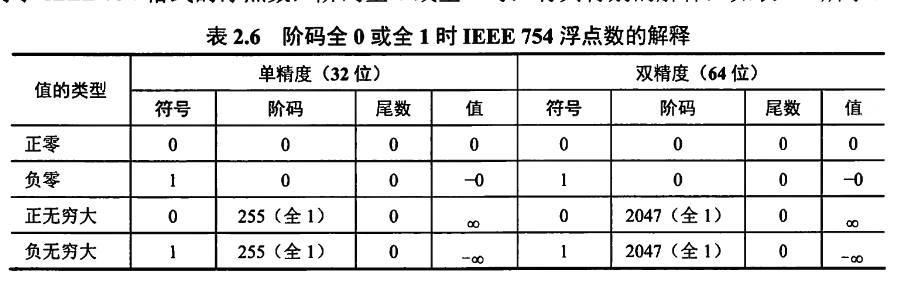 表 2.6 阶码全 0 或全 1 时 IEEE 754 浮点数的解释
值的类型 单精度（32 位） 双精度（64 位）
符号 阶码 尾数 值 符号 阶码 尾数 值
正零 0 0 0 0 0 0 0 0
负零 1 0 0 −0 1 0 0 −0
正无穷大 0 255（全 1） 0 ∞ 0 2047（全 1） 0 ∞
负无穷大 1 255（全 1） 0 −∞ 1 2047（全 1） 0 −∞